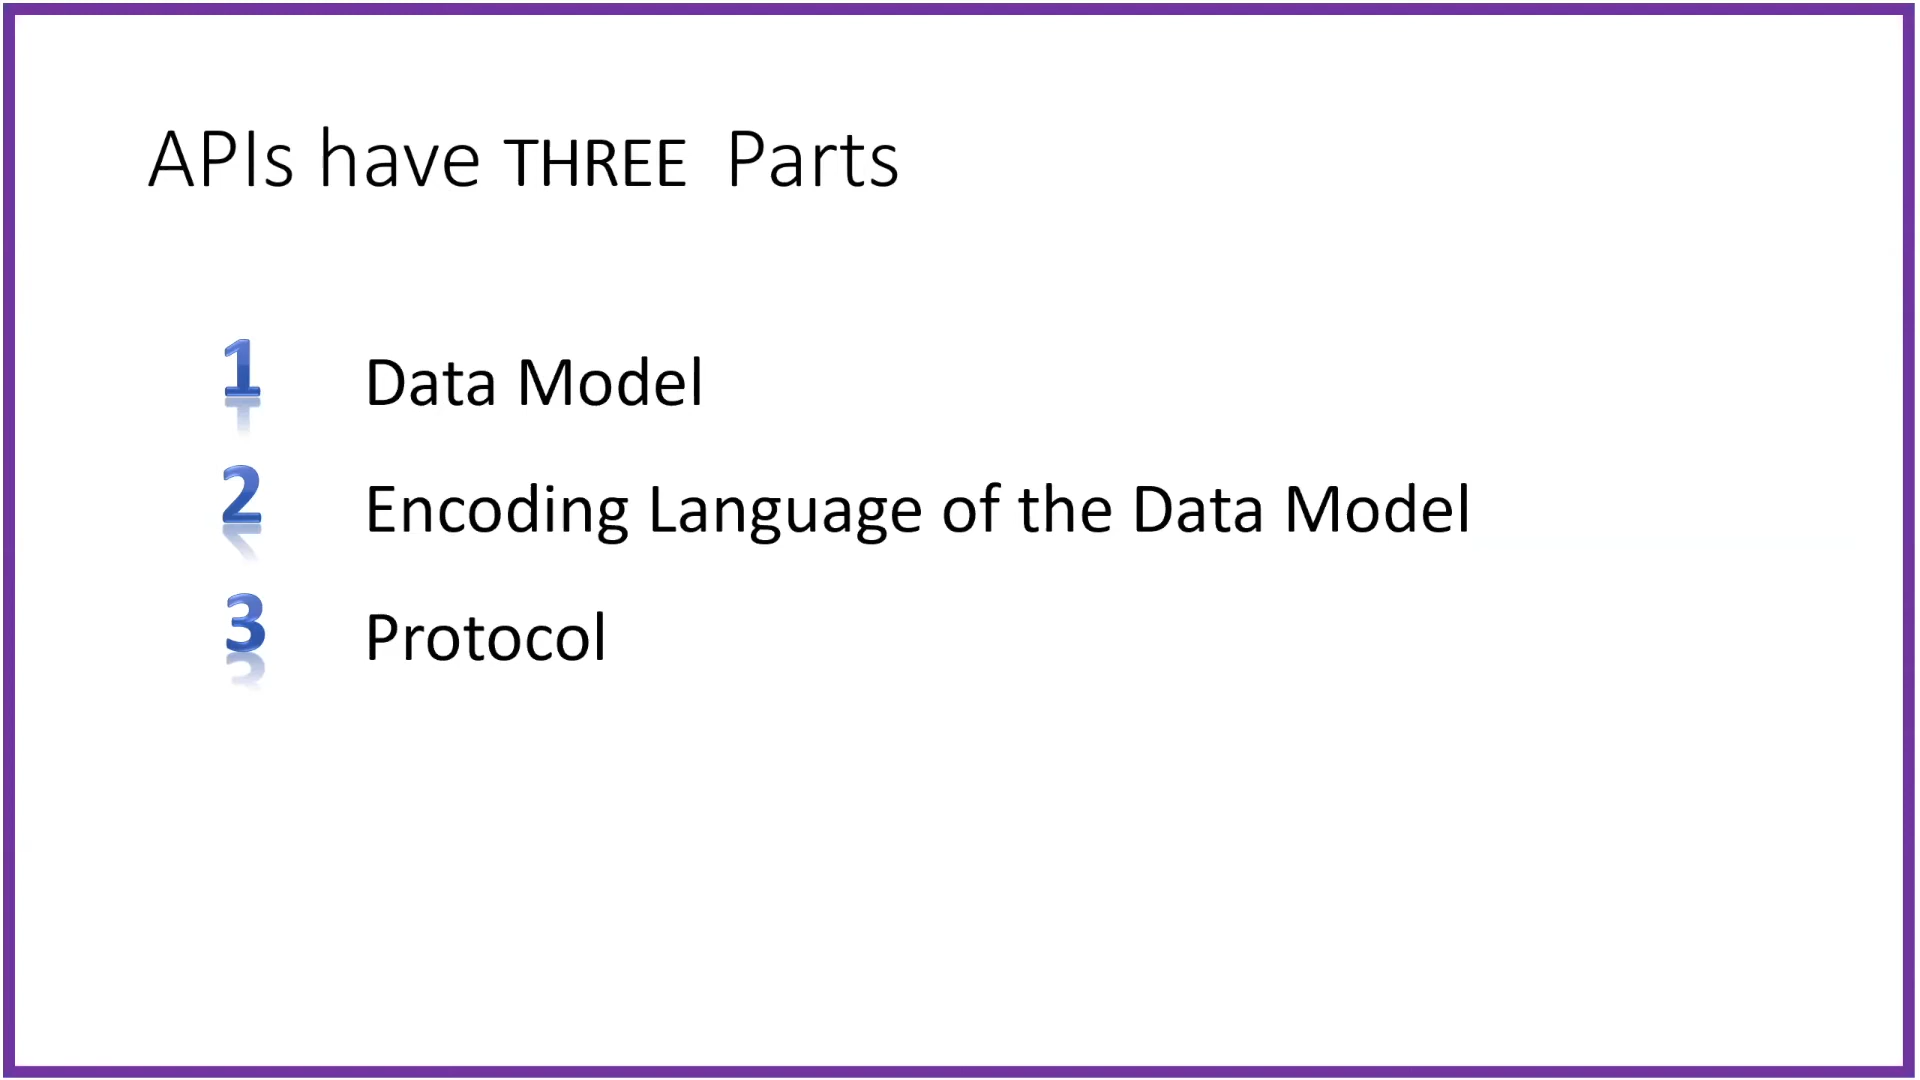 APIs have THREE Parts
1 Data Model
2 Encoding Language of the Data Model
3 Protocol